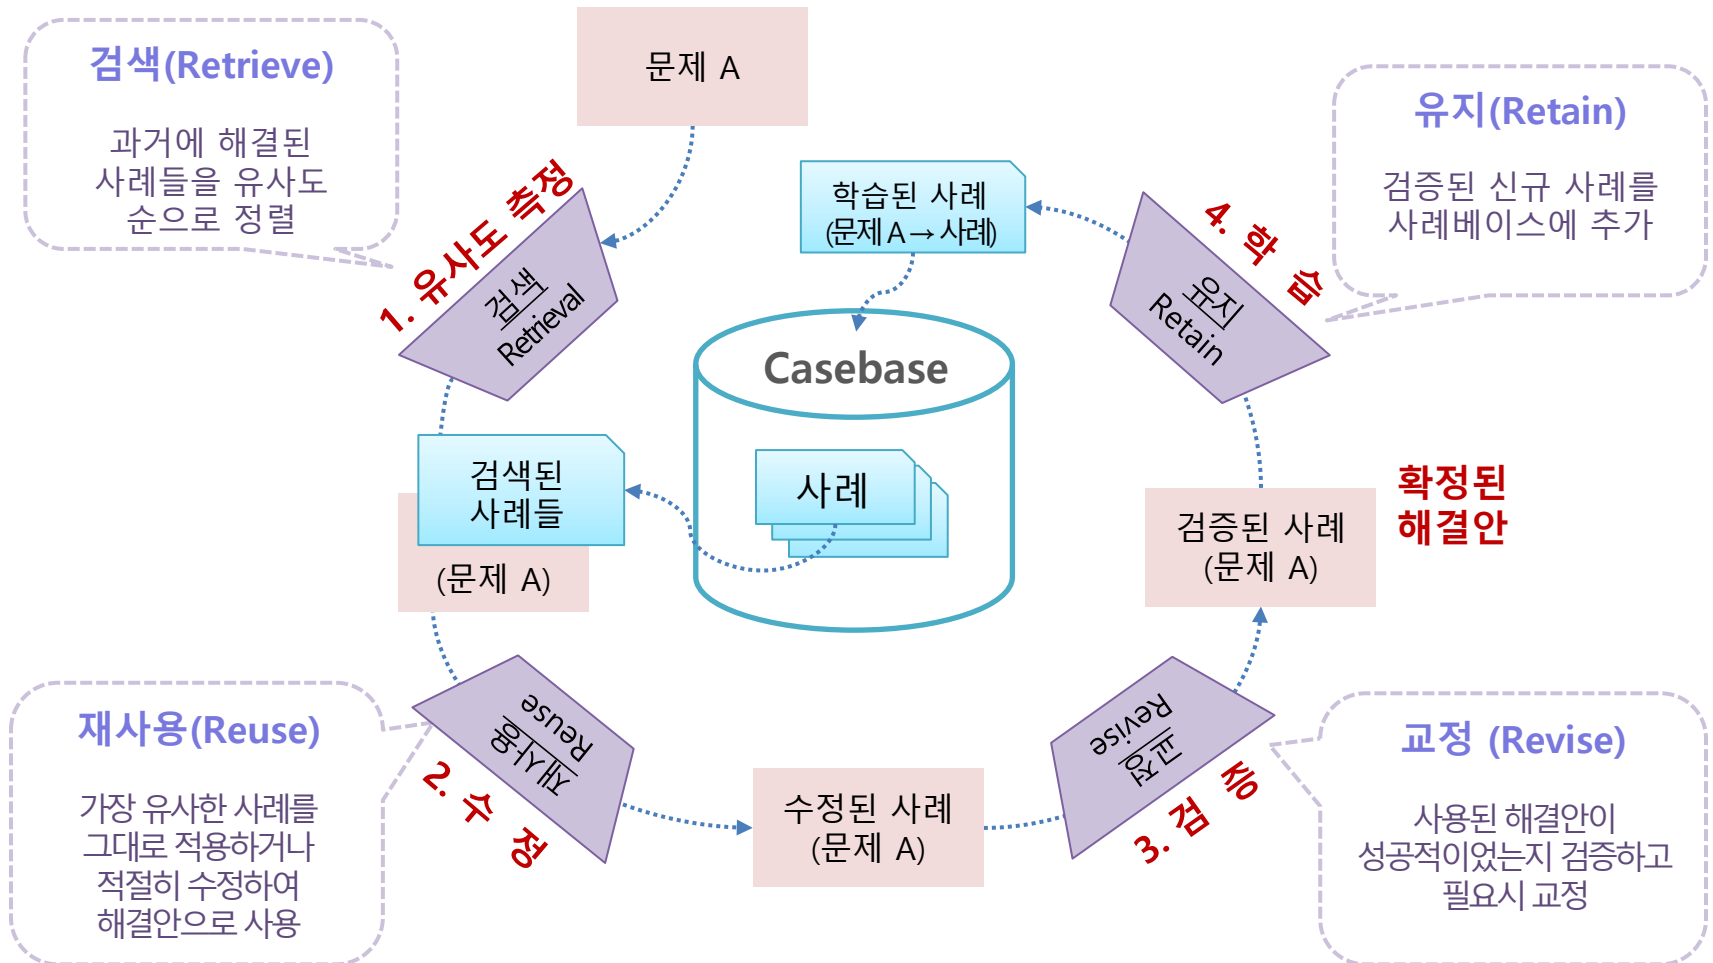 검색(Retrieve)
과거에 해결된
사례들을 유사도
순으로 정렬
문제 A
유지(Retain)
검증된 신규 사례를
사례베이스에 추가
1. 유사도 측정
검색
Retrieval
학습된 사례
(문제 A→사례)
4. 학 습
유지
Retain
Casebase
사례
검색된
사례들
(문제 A)
검증된 사례
(문제 A)
확정된
해결안
재사용(Reuse)
가장 유사한 사례를
그대로 적용하거나
적절히 수정하여
해결안으로 사용
재사용
Reuse
2. 수 정
수정된 사례
(문제 A)
교정
Revise
3. 검 증
교정 (Revise)
사용된 해결안이
성공적이었는지 검증하고
필요시 교정